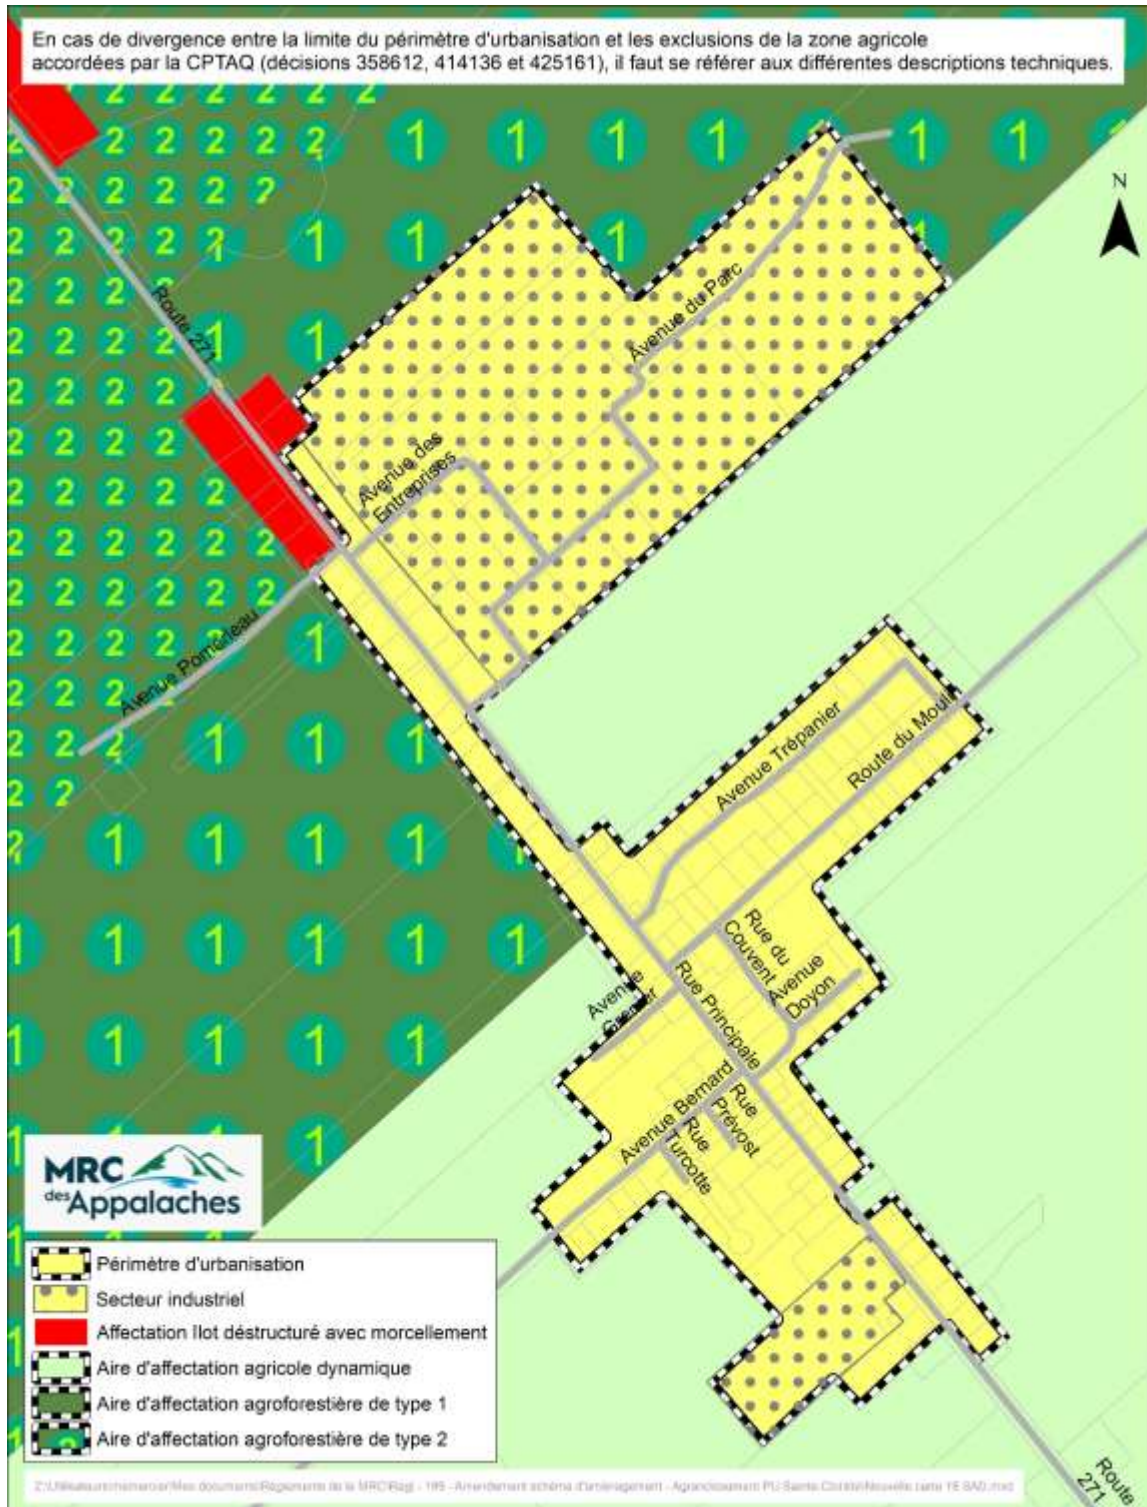 En cas de divergence entre la limite du périmètre d'urbanisation et les exclusions de la zone agricole
accordées par la CPTAQ (décisions 358612, 414136 et 425161), il faut se référer aux différentes descriptions techniques.
N
Route 271
Avenue du Parc
Avenue des
Entreprises
Avenue Pomerleau
Avenue Trépanier
Route du Moulin
Rue du
Couvent
Avenue
Doyon
Avenue
Grenier
Rue Principale
Avenue Bernard
Rue
Prévost
Rue
Turcotte
MRC
des Appalaches
Périmètre d'urbanisation
Secteur industriel
Affectation îlot déstructuré avec morcellement
Aire d'affectation agricole dynamique
Aire d'affectation agroforestière de type 1
Aire d'affectation agroforestière de type 2
Route
271